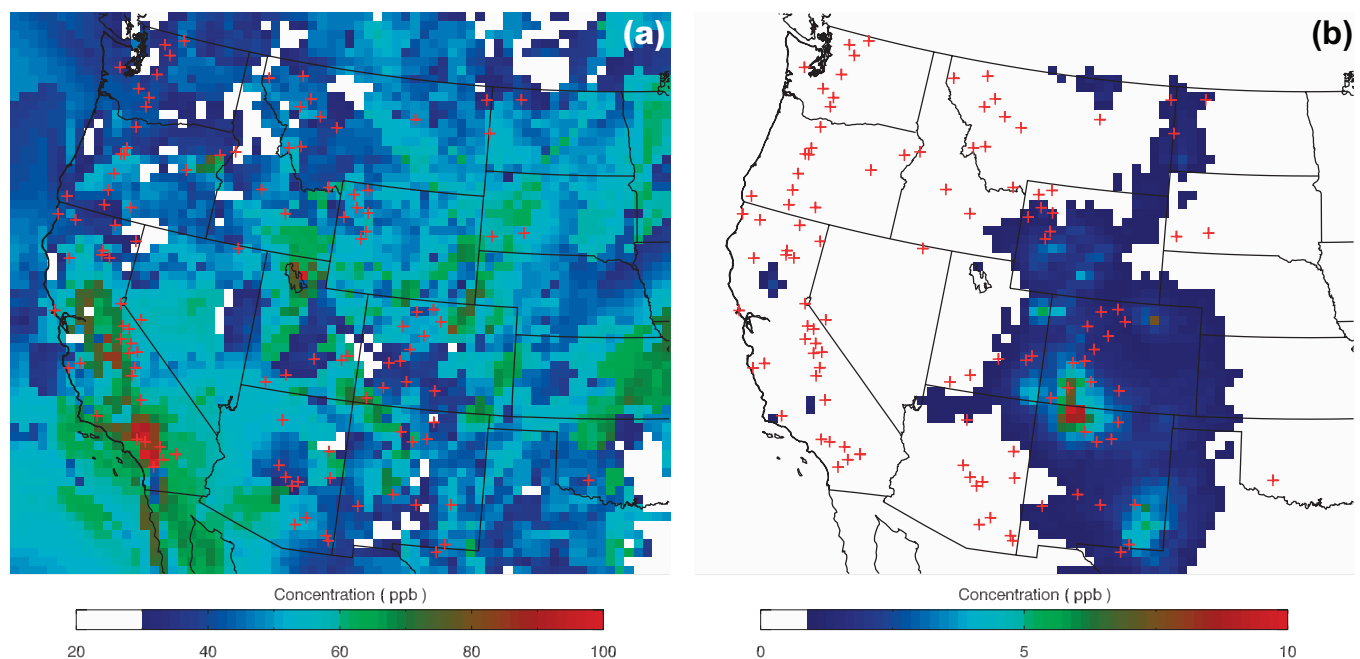 (a)
(b)
Concentration ( ppb )
20 40 60 80 100
Concentration ( ppb )
0 5 10